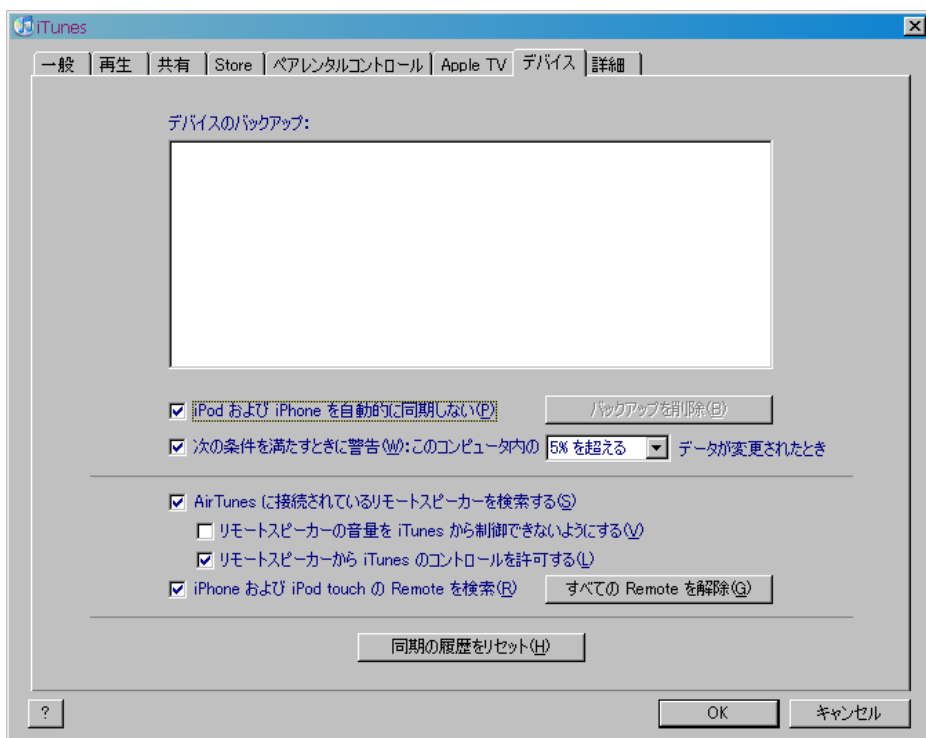 iTunes
一般 再生 共有 Store ペアレンタルコントロール Apple TV デバイス 詳細
デバイスのバックアップ:
iPod および iPhone を自動的に同期しない(P) バックアップを削除(B)
次の条件を満たすときに警告(W):このコンピュータ内の 5% を超える データが変更されたとき
AirTunes に接続されているリモートスピーカーを検索する(S)
リモートスピーカーの音量を iTunes から制御できないようにする(V)
リモートスピーカーから iTunes のコントロールを許可する(L)
iPhone および iPod touch の Remote を検索(R) すべての Remote を解除(G)
同期の履歴をリセット(H)
? OK キャンセル